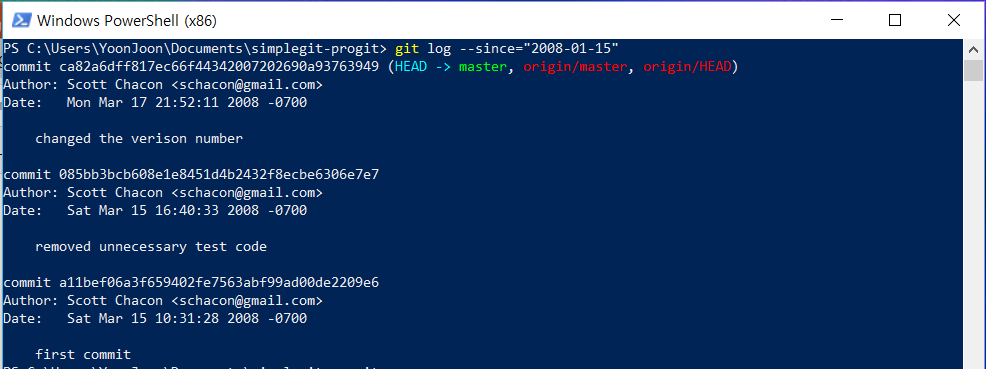 Windows PowerShell (x86)
PS C:\Users\YoonJoon\Documents\simplegit-progit> git log --since="2008-01-15"
commit ca82a6dff817ec66f44342007202690a93763949 (HEAD -> master, origin/master, origin/HEAD)
Author: Scott Chacon <schacon@gmail.com>
Date:   Mon Mar 17 21:52:11 2008 -0700
changed the verison number
commit 085bb3bcb608e1e8451d4b2432f8ecbe6306e7e7
Author: Scott Chacon <schacon@gmail.com>
Date:   Sat Mar 15 16:40:33 2008 -0700
removed unnecessary test code
commit a11bef06a3f659402fe7563abf99ad00de2209e6
Author: Scott Chacon <schacon@gmail.com>
Date:   Sat Mar 15 10:31:28 2008 -0700
first commit